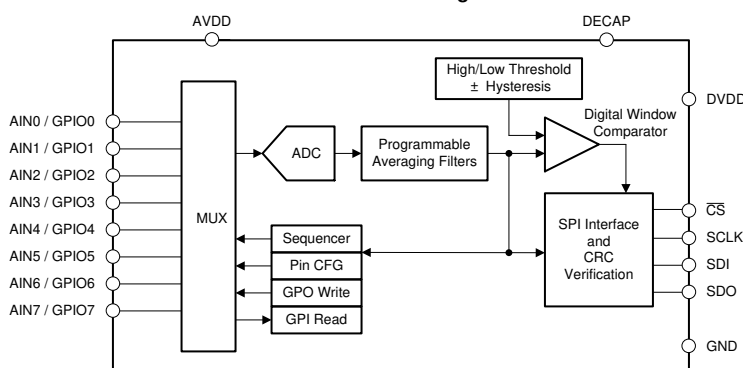 AVDD
DECAP
High/Low Threshold
± Hysteresis
DVDD
Digital Window
Comparator
AIN0 / GPIO0
AIN1 / GPIO1
AIN2 / GPIO2
AIN3 / GPIO3
AIN4 / GPIO4
AIN5 / GPIO5
AIN6 / GPIO6
AIN7 / GPIO7
MUX
ADC
Programmable
Averaging Filters
Sequencer
Pin CFG
GPO Write
GPI Read
SPI Interface
and
CRC
Verification
CS
SCLK
SDI
SDO
GND